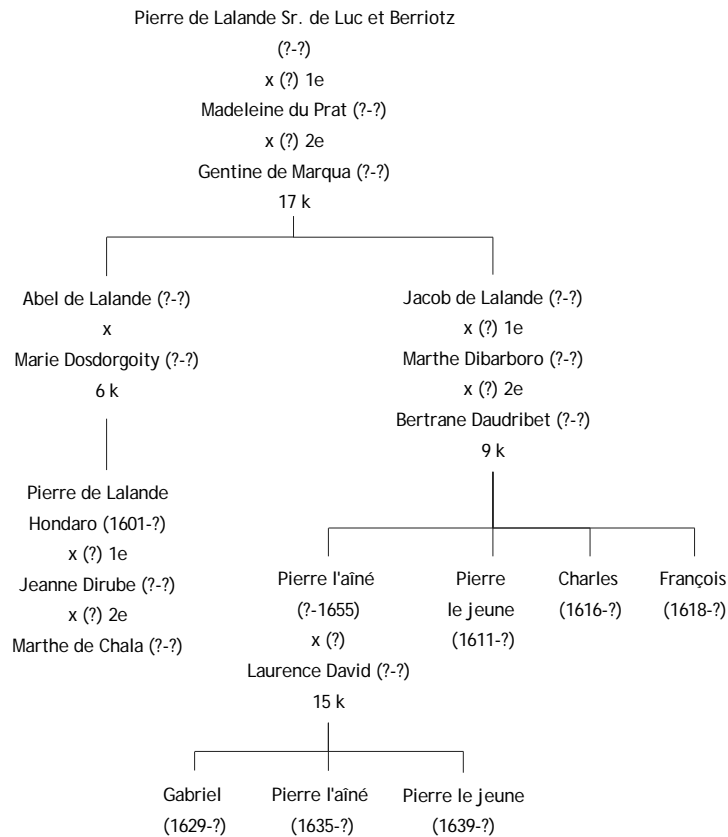 Pierre de Lalande Sr. de Luc et Berriotz
(?-?)
x (?) 1e
Madeleine du Prat (?-?)
x (?) 2e
Gentine de Marqua (?-?)
17 k
Abel de Lalande (?-?)
x
Marie Dosdorgoity (?-?)
6 k
Jacob de Lalande (?-?)
x (?) 1e
Marthe Dibarboro (?-?)
x (?) 2e
Bertrane Daudribet (?-?)
9 k
Pierre de Lalande
Hondaro (1601-?)
x (?) 1e
Jeanne Dirube (?-?)
x (?) 2e
Marthe de Chala (?-?)
Pierre l'aîné
(?-1655)
x (?)
Laurence David (?-?)
15 k
Pierre
le jeune
(1611-?)
Charles
(1616-?)
François
(1618-?)
Gabriel
(1629-?)
Pierre l'aîné
(1635-?)
Pierre le jeune
(1639-?)